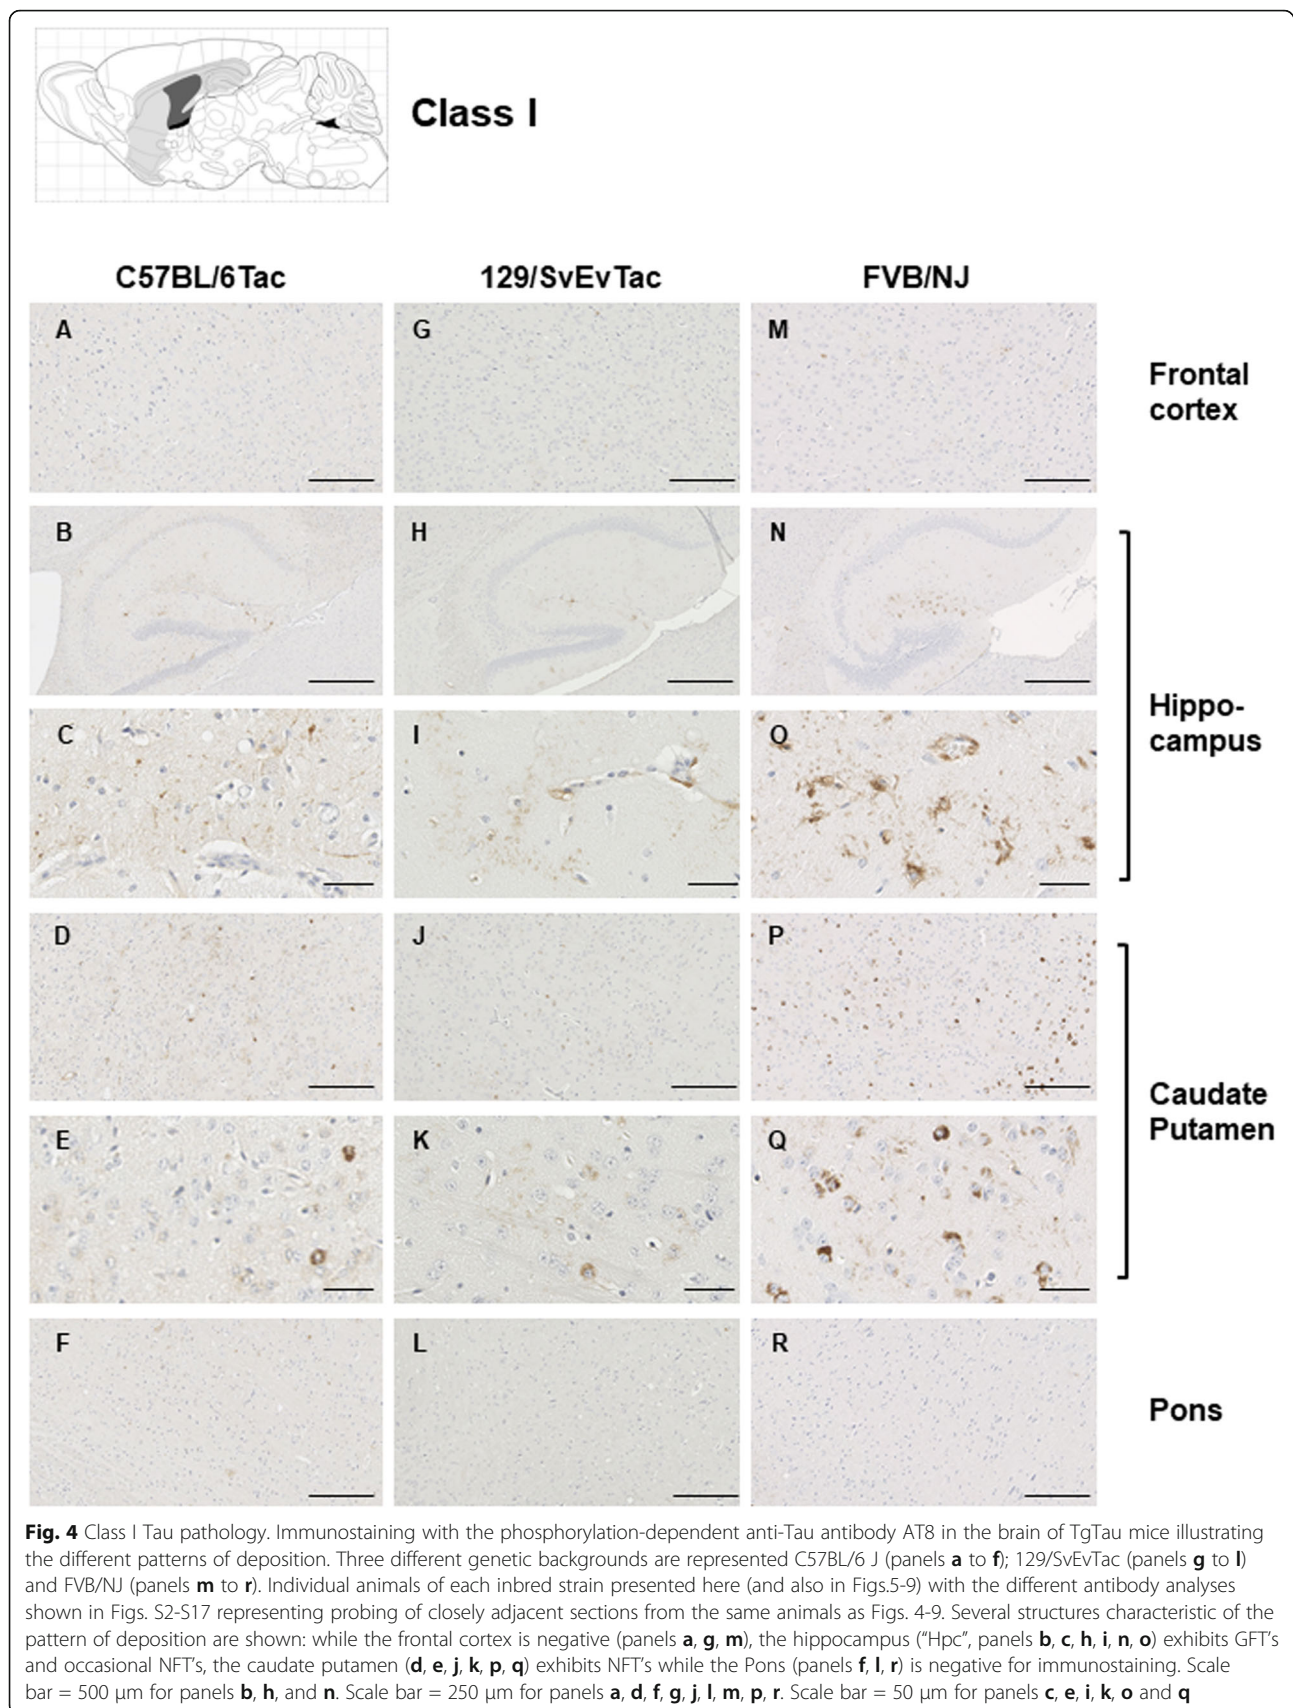 Class I
C57BL/6Tac
129/SvEvTac
FVB/NJ
A
G
M
Frontal
cortex
B
H
N
Hippo-
campus
C
I
O
D
J
P
Caudate
Putamen
E
K
Q
F
L
R
Pons
Fig. 4 Class I Tau pathology. Immunostaining with the phosphorylation-dependent anti-Tau antibody AT8 in the brain of TgTau mice illustrating
the different patterns of deposition. Three different genetic backgrounds are represented C57BL/6 J (panels a to f); 129/SvEvTac (panels g to l)
and FVB/NJ (panels m to r). Individual animals of each inbred strain presented here (and also in Figs.5-9) with the different antibody analyses
shown in Figs. S2-S17 representing probing of closely adjacent sections from the same animals as Figs. 4-9. Several structures characteristic of the
pattern of deposition are shown: while the frontal cortex is negative (panels a, g, m), the hippocampus ("Hpc", panels b, c, h, i, n, o) exhibits GFT's
and occasional NFT's, the caudate putamen (d, e, j, k, p, q) exhibits NFT's while the Pons (panels f, l, r) is negative for immunostaining. Scale
bar = 500 μm for panels b, h, and n. Scale bar = 250 μm for panels a, d, f, g, j, l, m, p, r. Scale bar = 50 μm for panels c, e, i, k, o and q